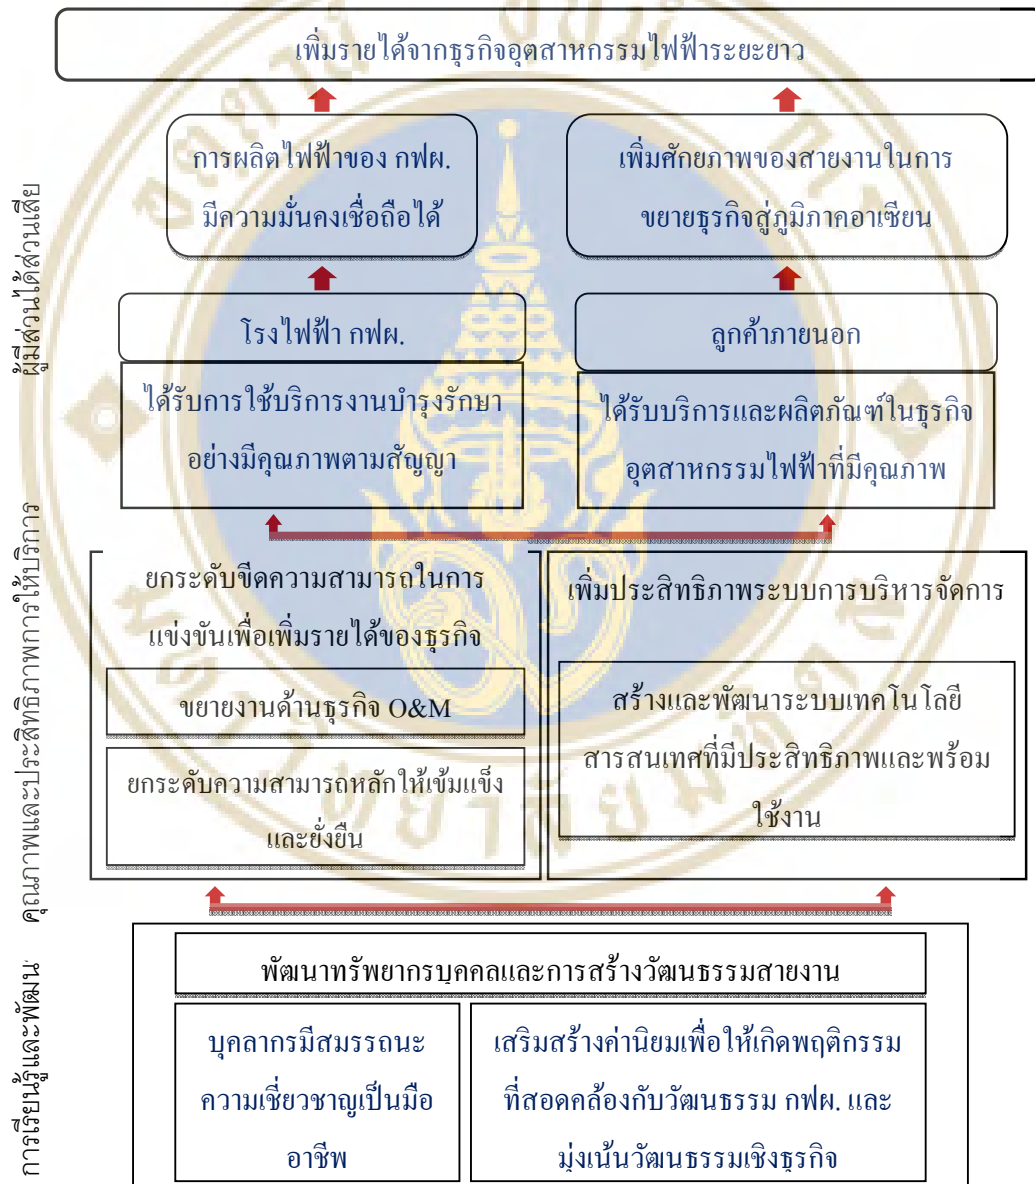 เพิ่มรายได้จากธุรกิจอุตสาหกรรมไฟฟ้าระยะยาว
การผลิตไฟฟ้าของ กฟผ.
มีความมั่นคงเชื่อถือได้
เพิ่มศักยภาพของสายงานในการ
ขยายธุรกิจสู่ภูมิภาคอาเซียน
ผู้มีส่วนได้ส่วนเสีย
โรงไฟฟ้า กฟผ.
ได้รับการใช้บริการงานบำรุงรักษา
อย่างมีคุณภาพตามสัญญา
ลูกค้าภายนอก
ได้รับบริการและผลิตภัณฑ์ในธุรกิจ
อุตสาหกรรมไฟฟ้าที่มีคุณภาพ
คุณภาพและประสิทธิภาพการให้บริการ
ยกระดับขีดความสามารถในการ
แข่งขันเพื่อเพิ่มรายได้ของธุรกิจ
ขยายงานด้านธุรกิจ O&M
ยกระดับความสามารถหลักให้เข้มแข็ง
และยั่งยืน
เพิ่มประสิทธิภาพระบบการบริหารจัดการ
สร้างและพัฒนาระบบเทคโนโลยี
สารสนเทศที่มีประสิทธิภาพและพร้อม
ใช้งาน
การเรียนรู้และพัฒน
พัฒนาทรัพยากรบุคคลและการสร้างวัฒนธรรมสายงาน
บุคลากรมีสมรรถนะ
ความเชี่ยวชาญเป็นมือ
อาชีพ
เสริมสร้างค่านิยมเพื่อให้เกิดพฤติกรรม
ที่สอดคล้องกับวัฒนธรรม กฟผ. และ
มุ่งเน้นวัฒนธรรมเชิงธุรกิจ